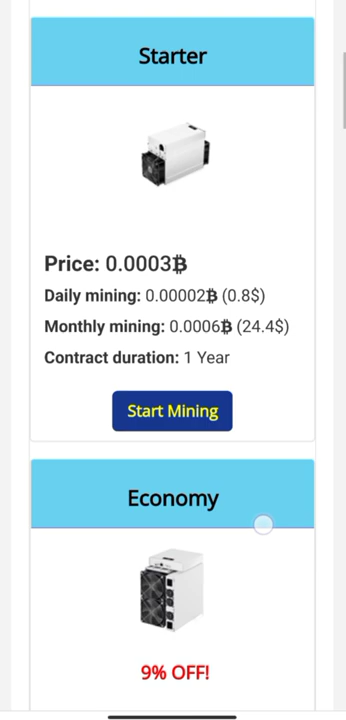 Starter
Price: 0.0003₿
Daily mining: 0.00002₿ (0.8$)
Monthly mining: 0.0006₿ (24.4$)
Contract duration: 1 Year
Start Mining
Economy
9% OFF!